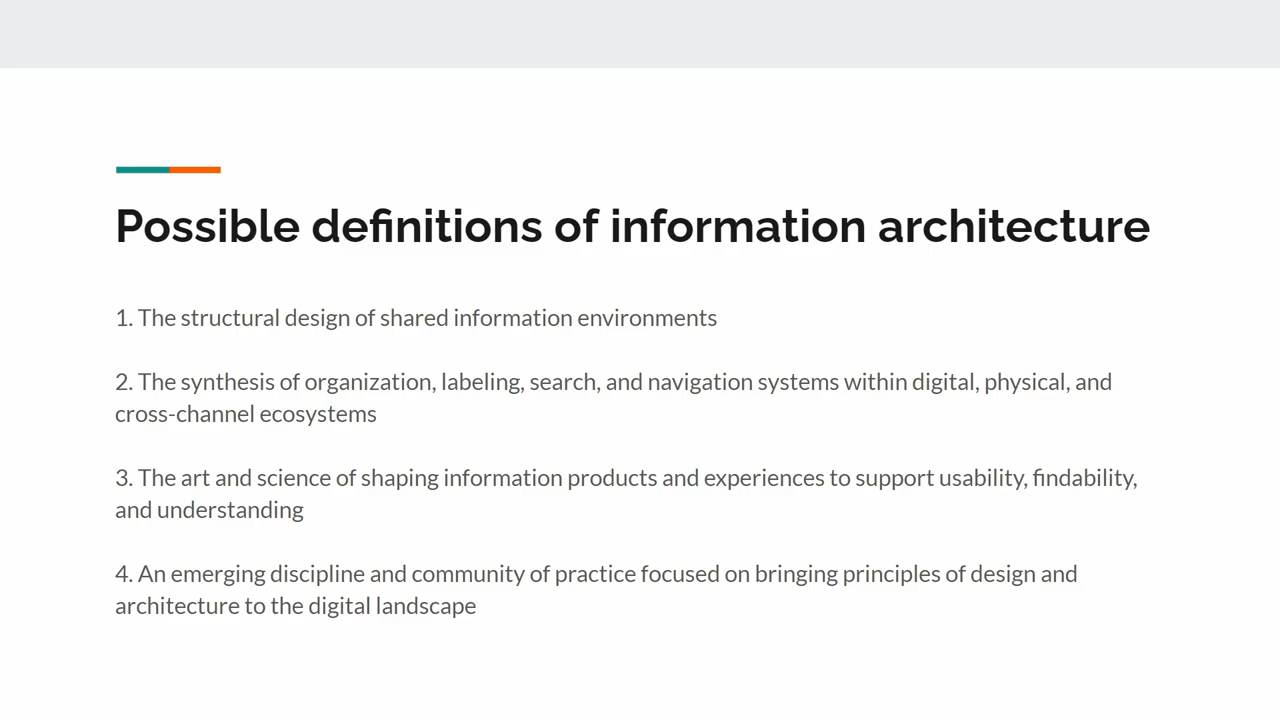 Possible definitions of information architecture
1. The structural design of shared information environments
2. The synthesis of organization, labeling, search, and navigation systems within digital, physical, and
cross-channel ecosystems
3. The art and science of shaping information products and experiences to support usability, findability,
and understanding
4. An emerging discipline and community of practice focused on bringing principles of design and
architecture to the digital landscape